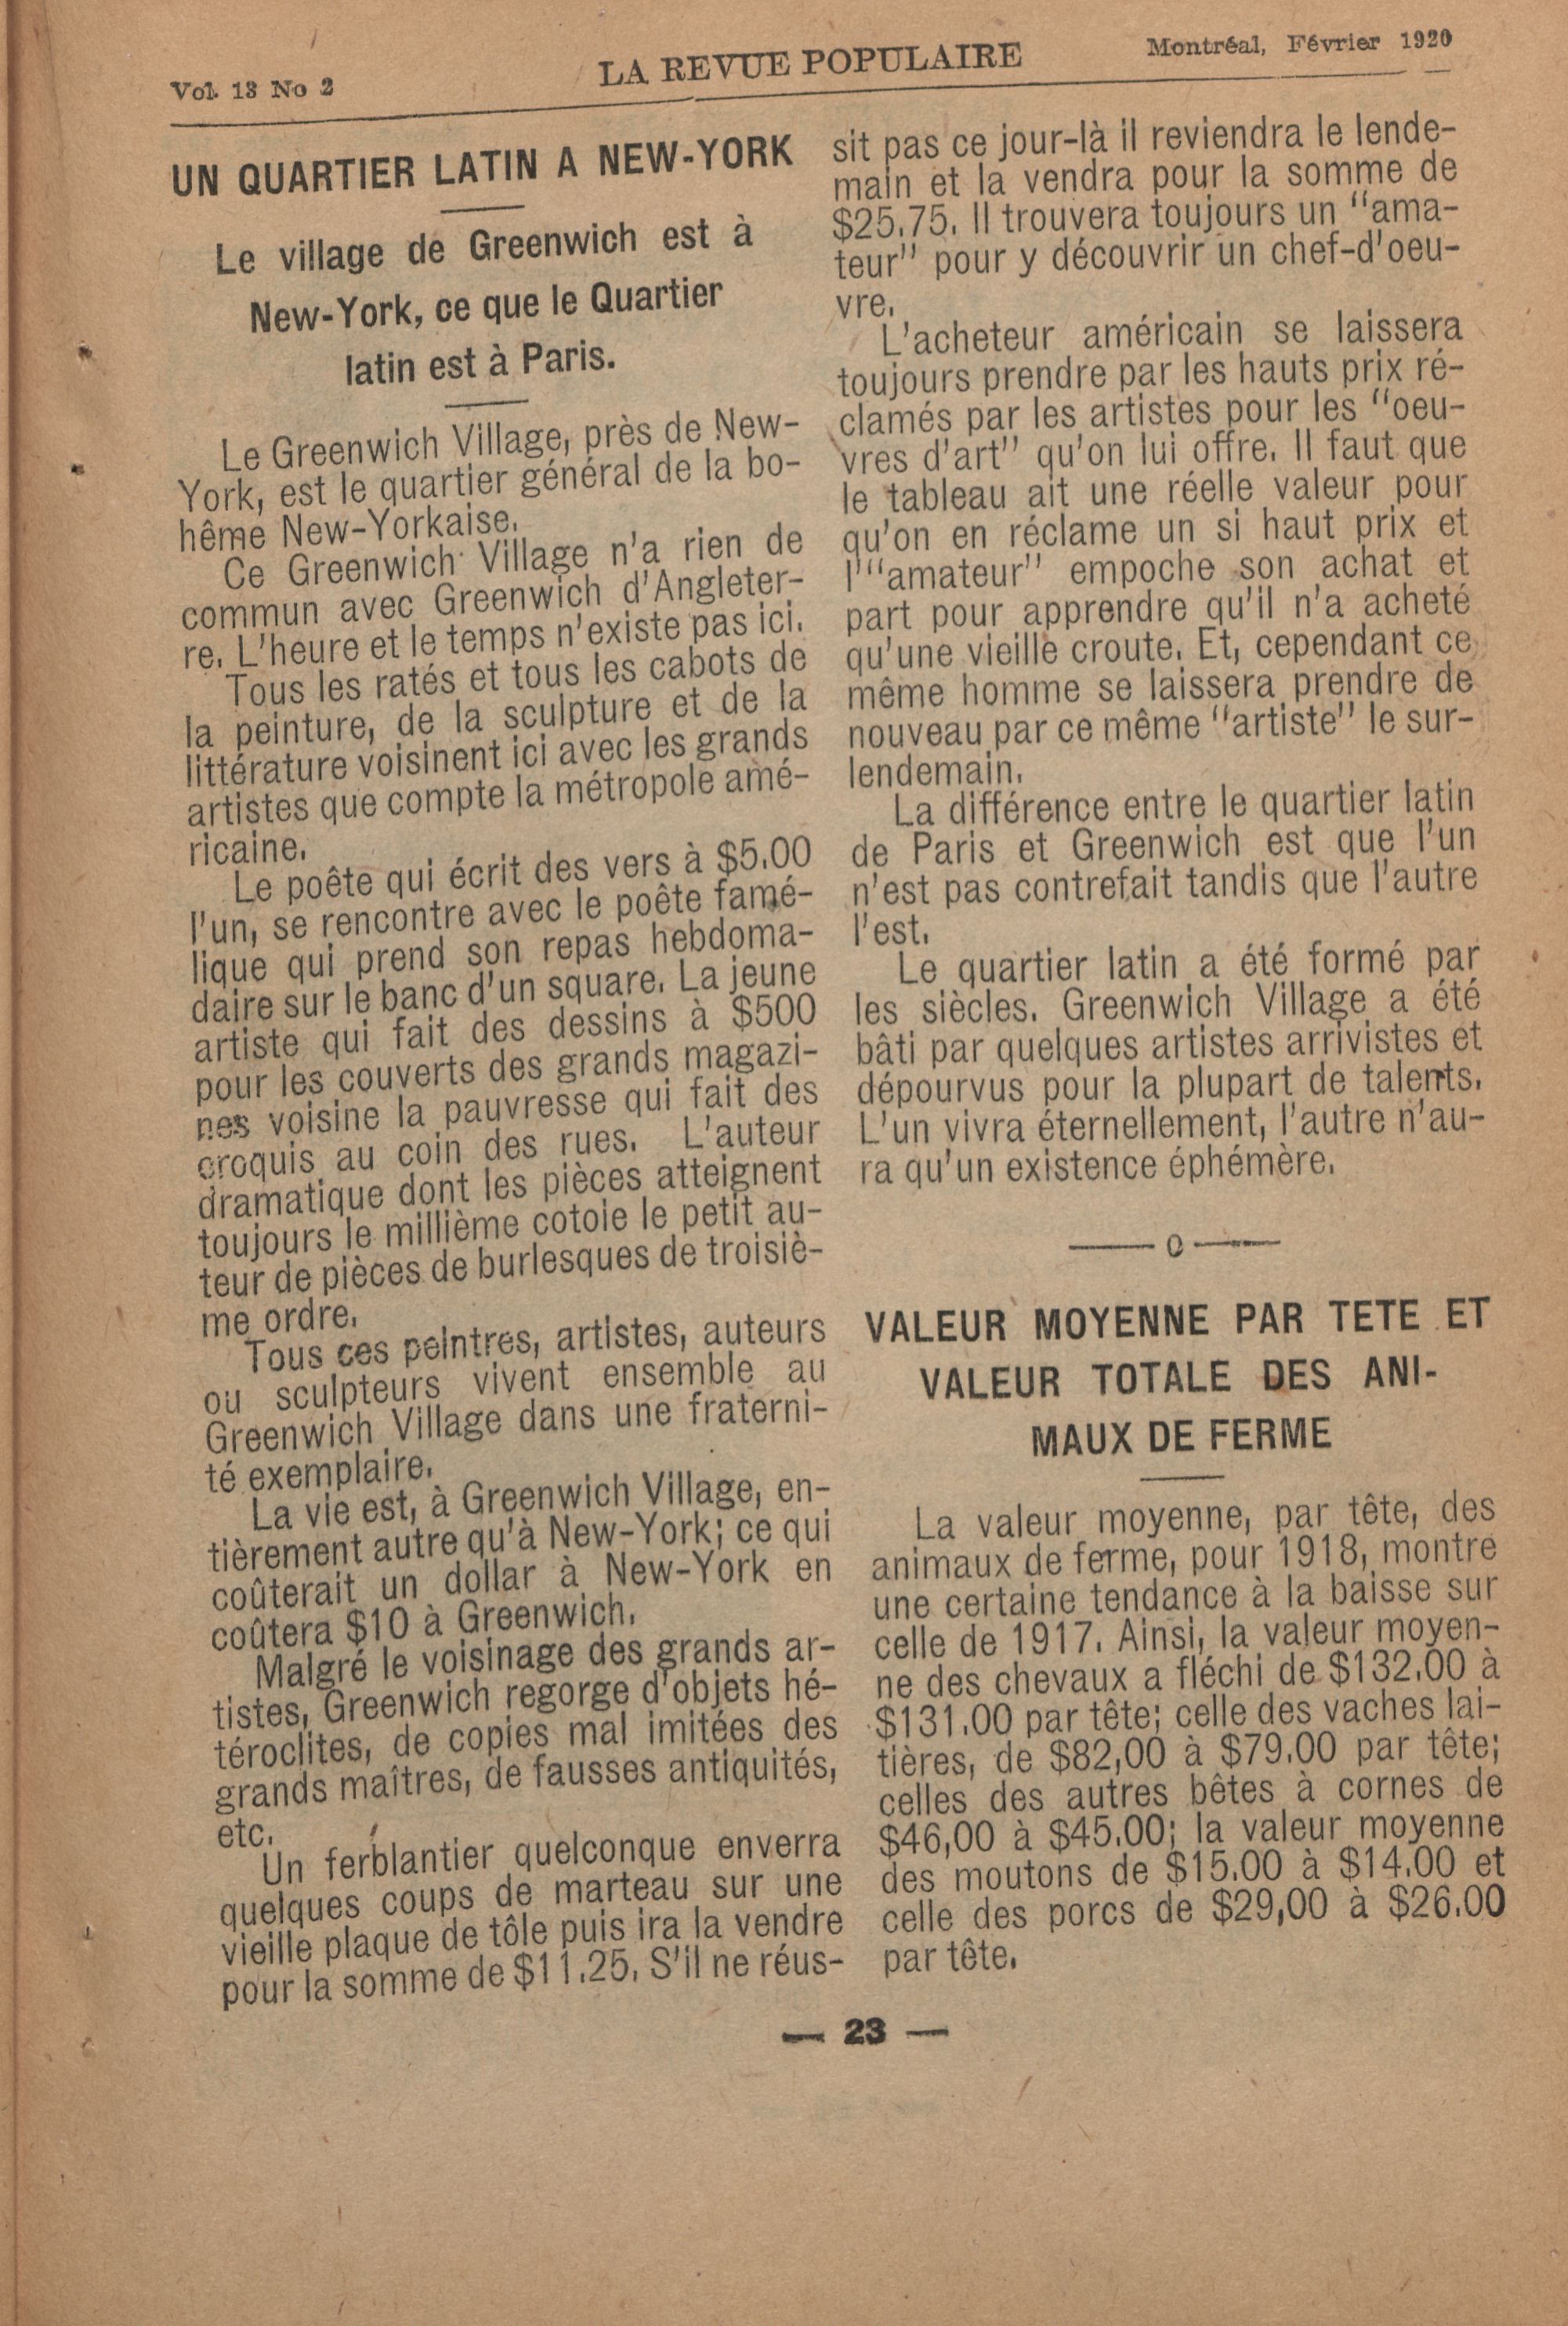 Vol. 13 No 2
LA REVUE POPULAIRE
Montréal, Février 1920
UN QUARTIER LATIN A NEW-YORK
Le village de Greenwich est à
New-York, ce que le Quartier
latin est à Paris.
Le Greenwich Village, près de New-
York, est le quartier général de la bo-
hême New-Yorkaise.
Ce Greenwich Village n'a rien de
commun avec Greenwich d'Angleter-
re. L'heure et le temps n'existe pas ici.
Tous les ratés et tous les cabots de
la peinture, de la sculpture et de la
littérature voisinent ici avec les grands
artistes que compte la métropole amé-
ricaine.
Le poête qui écrit des vers à $5.00
l'un, se rencontre avec le poête famé-
lique qui prend son repas hebdoma-
daire sur le banc d'un square. La jeune
artiste qui fait des dessins à $500
pour les couverts des grands magazi-
nes voisine la pauvresse qui fait des
croquis au coin des rues. L'auteur
dramatique dont les pièces atteignent
toujours le millième cotoie le petit au-
teur de pièces de burlesques de troisiè-
me ordre.
Tous ces peintres, artistes, auteurs
ou sculpteurs vivent ensemble au
Greenwich Village dans une fraterni-
té exemplaire.
La vie est, à Greenwich Village, en-
tièrement autre qu'à New-York; ce qui
coûterait un dollar à New-York en
coûtera $10 à Greenwich.
Malgré le voisinage des grands ar-
tistes, Greenwich regorge d'objets hé-
téroclites, de copies mal imitées des
grands maîtres, de fausses antiquités,
etc.
Un ferblantier quelconque enverra
quelques coups de marteau sur une
vieille plaque de tôle puis ira la vendre
pour la somme de $11.25. S'il ne réus-
sit pas ce jour-là il reviendra le lende-
main et la vendra pour la somme de
$25.75. Il trouvera toujours un "ama-
teur" pour y découvrir un chef-d'oeu-
vre.
L'acheteur américain se laissera
toujours prendre par les hauts prix ré-
clamés par les artistes pour les "oeu-
vres d'art" qu'on lui offre. Il faut que
le tableau ait une réelle valeur pour
qu'on en réclame un si haut prix et
l'"amateur" empoche son achat et
part pour apprendre qu'il n'a acheté
qu'une vieille croute. Et, cependant ce
même homme se laissera prendre de
nouveau par ce même "artiste" le sur-
lendemain.
La différence entre le quartier latin
de Paris et Greenwich est que l'un
n'est pas contrefait tandis que l'autre
l'est.
Le quartier latin a été formé par
les siècles. Greenwich Village a été
bâti par quelques artistes arrivistes et
dépourvus pour la plupart de talents.
L'un vivra éternellement, l'autre n'au-
ra qu'un existence éphémère.
— o —
VALEUR MOYENNE PAR TETE ET
VALEUR TOTALE DES ANI-
MAUX DE FERME
La valeur moyenne, par tête, des
animaux de ferme, pour 1918, montre
une certaine tendance à la baisse sur
celle de 1917. Ainsi, la valeur moyen-
ne des chevaux a fléchi de $132.00 à
$131.00 par tête; celle des vaches lai-
tières, de $82,00 à $79.00 par tête;
celles des autres bêtes à cornes de
$46,00 à $45.00; la valeur moyenne
des moutons de $15.00 à $14.00 et
celle des porcs de $29,00 à $26.00
par tête.
— 23 —